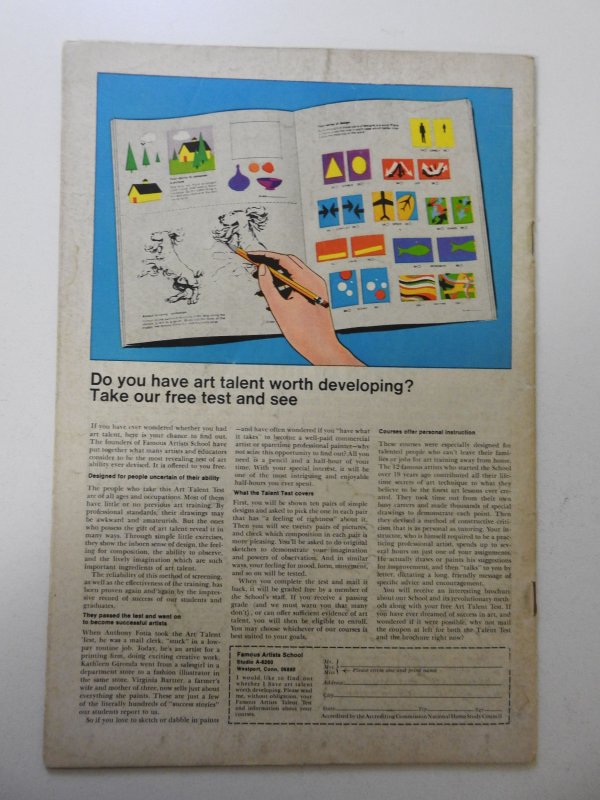 Do you have art talent worth developing?
Take our free test and see
If you have ever wondered whether you had
art talent, here is your chance to find out.
The founders of Famous Artists School have
put together what many artists and educators
consider to be the most revealing test of art
ability ever devised. It is offered to you free.
Designed for people uncertain of their ability
The people who take this Art Talent Test
are of all ages and occupations. Most of them
have little or no previous art training. By
professional standards, their drawings may
be awkward and amateurish. But the ones
who possess the gift of art talent reveal it in
many ways. Through simple little exercises,
they show the inborn sense of design, the feel-
ing for composition, the ability to observe,
and the lively imagination which are such
important ingredients of art talent.
The reliability of this method of screening,
as well as the effectiveness of the training, has
been proven again and again by the impres-
sive record of success of our students and
graduates.
They passed the test and went on
to become successful artists
When Anthony Fotia took the Art Talent
Test, he was a mail clerk, "stuck" in a low-
pay routine job. Today, he's an artist for a
printing firm, doing exciting creative work.
Kathleen Gironda went from a salesgirl in a
department store to a fashion illustrator in
the same store. Virginia Bartter, a farmer's
wife and mother of three, now sells just about
everything she paints. These are just a few
of the literally hundreds of "success stories"
our students report to us.
So if you love to sketch or dabble in paints
—and have often wondered if you "have what
it takes" to become a well-paid commercial
artist or sparetime professional painter—why
not seize this opportunity to find out? All you
need is a pencil and a half-hour of your
time. With your special interest, it will be
one of the most intriguing and enjoyable
half-hours you ever spent.
What the Talent Test covers
First, you will be shown ten pairs of simple
designs and asked to pick the one in each pair
that has "a feeling of rightness" about it.
Then you will see twenty pairs of pictures,
and check which composition in each pair is
more pleasing. You'll be asked to do original
sketches to demonstrate your imagination
and powers of observation. And in similar
ways, your feeling for mood, form, movement,
and so on will be tested.
When you complete the test and mail it
back, it will be graded free by a member of
the School's staff. If you receive a passing
grade (and we must warn you that many
don't), or can offer sufficient evidence of art
talent, you will then be eligible to enroll.
You may choose whichever of our courses is
best suited to your goals.
Courses offer personal instruction
These courses were especially designed for
talented people who can't leave their fami-
lies or jobs for art training away from home.
The 12 famous artists who started the School
over 19 years ago contributed all their life-
time secrets of art technique to what they
believe to be the finest art lessons ever cre-
ated. They took time out from their own
busy careers and made thousands of special
drawings to demonstrate each point. Then
they devised a method of constructive criti-
cism that is as personal as tutoring. Your in-
structor, who is himself required to be a prac-
ticing professional artist, spends up to sev-
eral hours on just one of your assignments.
He actually draws or paints his suggestions
for improvement, and then "talks" to you by
letter, dictating a long, friendly message of
specific advice and encouragement.
You will receive an interesting brochure
about our School and its revolutionary meth-
ods along with your free Art Talent Test. If
you have ever dreamed of success in art, and
wondered if it were possible, why not mail
the coupon at left for both the Talent Test
and the brochure right now?
Famous Artists School
Studio A-6260
Westport, Conn. 06880
I would like to find out
whether I have art talent
worth developing. Please send
me, without obligation, your
Famous Artists Talent Test
and information about your
courses.
Mr.
Mrs.
Miss
Please circle one and print name
Address
City
State
Zip
Age
Accredited by the Accrediting Commission National Home Study Council